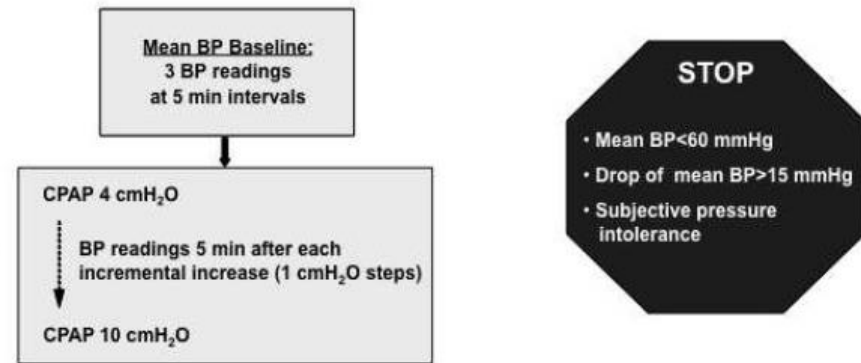 Mean BP Baseline:
3 BP readings
at 5 min intervals
CPAP 4 cmH₂O
BP readings 5 min after each
incremental increase (1 cmH₂O steps)
CPAP 10 cmH₂O
STOP
• Mean BP<60 mmHg
• Drop of mean BP>15 mmHg
• Subjective pressure
intolerance